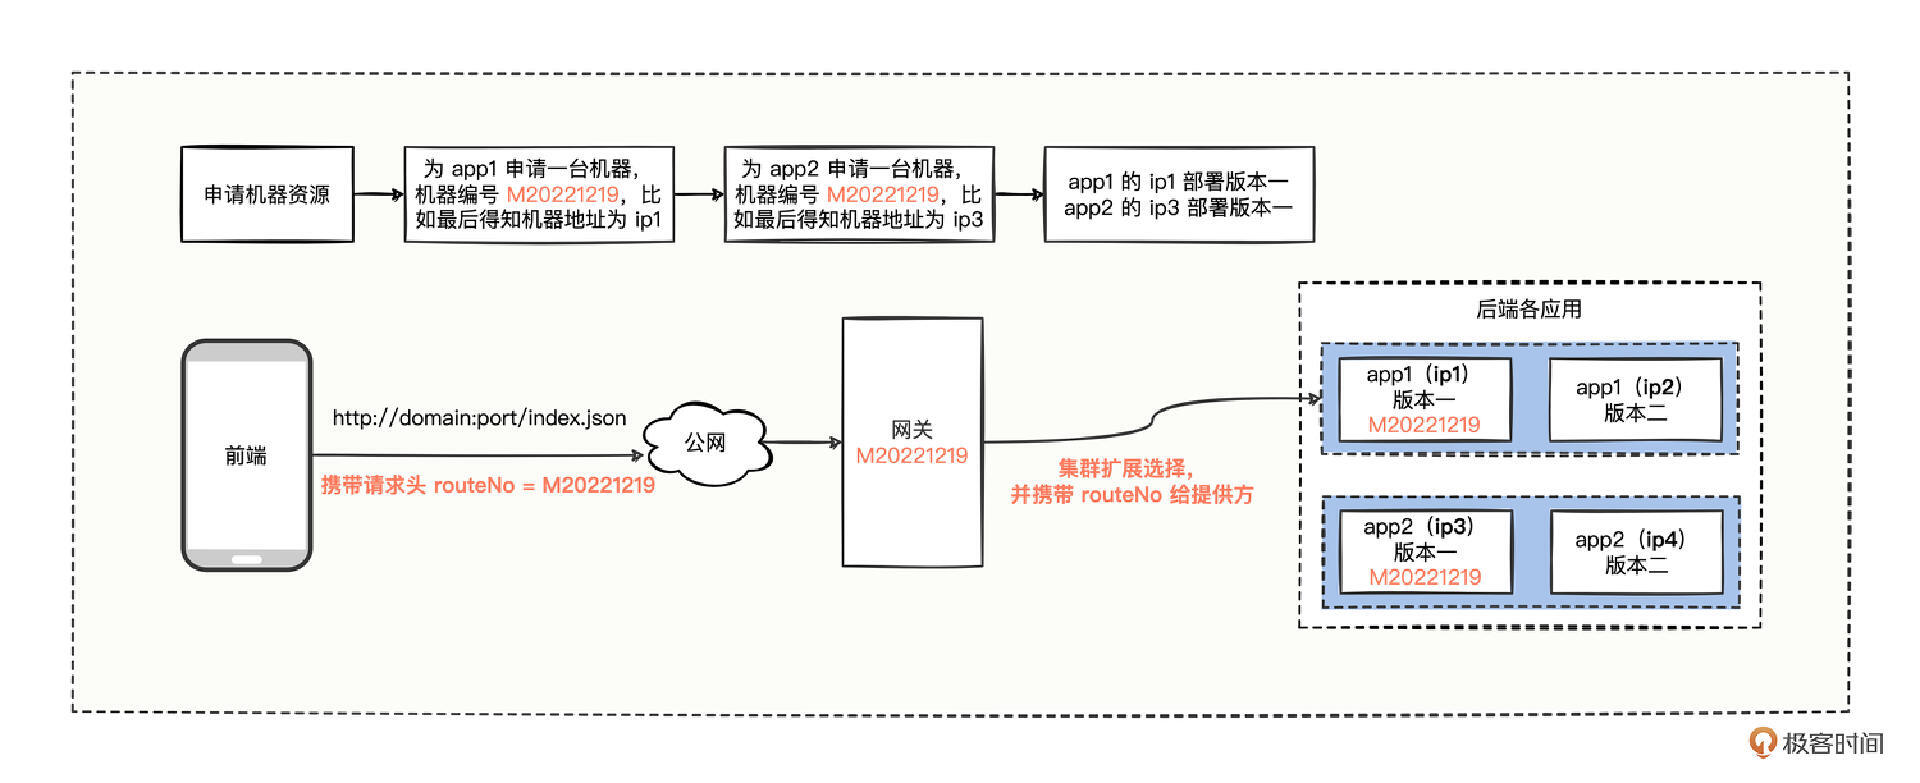 申请机器资源
为 app1 申请一台机器，
机器编号 M20221219，比
如最后得知机器地址为 ip1
为 app2 申请一台机器，
机器编号 M20221219，比
如最后得知机器地址为 ip3
app1 的 ip1 部署版本一
app2 的 ip3 部署版本一
前端
http://domain:port/index.json
携带请求头 routeNo = M20221219
公网
网关
M20221219
集群扩展选择，
并携带 routeNo 给提供方
后端各应用
app1（ip1）
版本一
M20221219
app1（ip2）
版本二
app2（ip3）
版本一
M20221219
app2（ip4）
版本二
极客时间